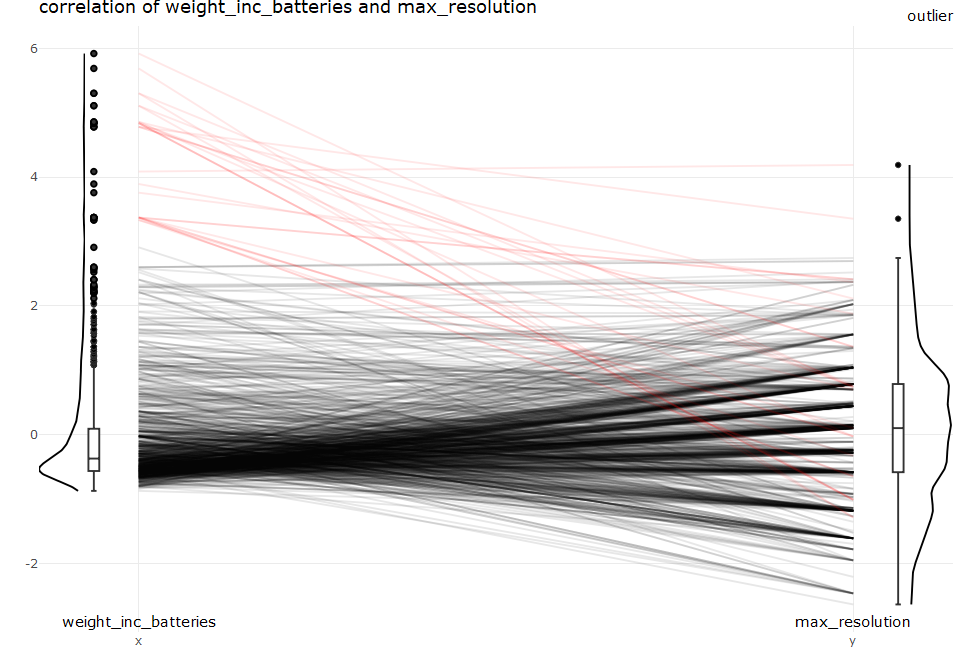 correlation of weight_inc_batteries and max_resolution
outlier
6
4
2
0
-2
weight_inc_batteries
max_resolution
x
y